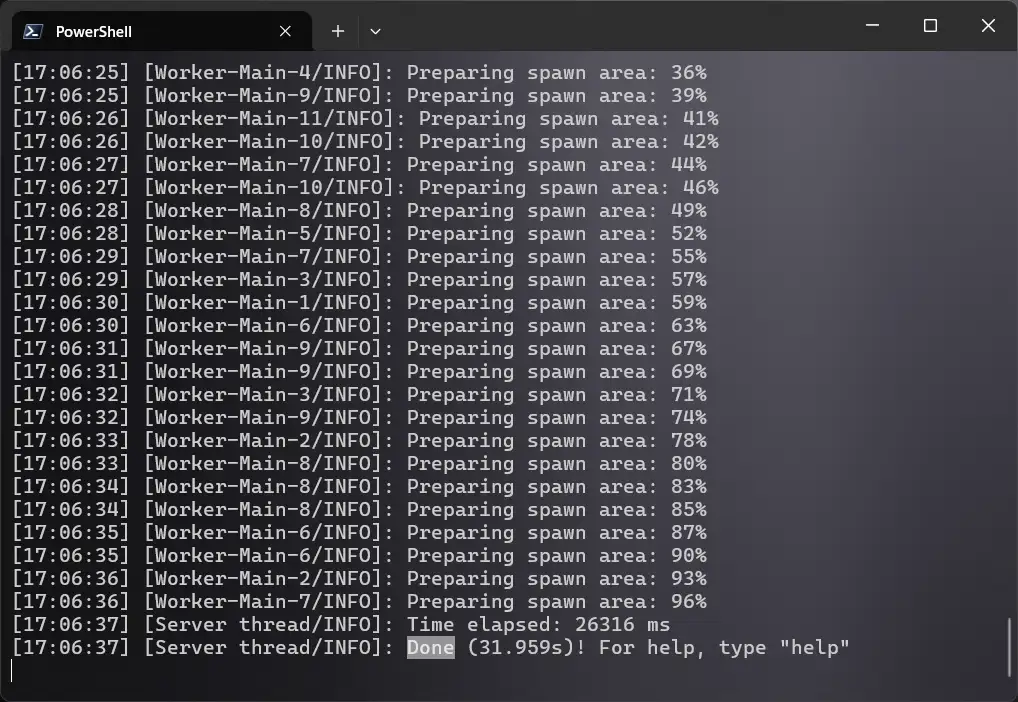 PowerShell
[17:06:25] [Worker-Main-4/INFO]: Preparing spawn area: 36%
[17:06:25] [Worker-Main-9/INFO]: Preparing spawn area: 39%
[17:06:26] [Worker-Main-11/INFO]: Preparing spawn area: 41%
[17:06:26] [Worker-Main-10/INFO]: Preparing spawn area: 42%
[17:06:27] [Worker-Main-7/INFO]: Preparing spawn area: 44%
[17:06:27] [Worker-Main-10/INFO]: Preparing spawn area: 46%
[17:06:28] [Worker-Main-8/INFO]: Preparing spawn area: 49%
[17:06:28] [Worker-Main-5/INFO]: Preparing spawn area: 52%
[17:06:29] [Worker-Main-7/INFO]: Preparing spawn area: 55%
[17:06:29] [Worker-Main-3/INFO]: Preparing spawn area: 57%
[17:06:30] [Worker-Main-1/INFO]: Preparing spawn area: 59%
[17:06:30] [Worker-Main-6/INFO]: Preparing spawn area: 63%
[17:06:31] [Worker-Main-9/INFO]: Preparing spawn area: 67%
[17:06:31] [Worker-Main-9/INFO]: Preparing spawn area: 69%
[17:06:32] [Worker-Main-3/INFO]: Preparing spawn area: 71%
[17:06:32] [Worker-Main-9/INFO]: Preparing spawn area: 74%
[17:06:33] [Worker-Main-2/INFO]: Preparing spawn area: 78%
[17:06:33] [Worker-Main-8/INFO]: Preparing spawn area: 80%
[17:06:34] [Worker-Main-8/INFO]: Preparing spawn area: 83%
[17:06:34] [Worker-Main-8/INFO]: Preparing spawn area: 85%
[17:06:35] [Worker-Main-6/INFO]: Preparing spawn area: 87%
[17:06:35] [Worker-Main-6/INFO]: Preparing spawn area: 90%
[17:06:36] [Worker-Main-2/INFO]: Preparing spawn area: 93%
[17:06:36] [Worker-Main-7/INFO]: Preparing spawn area: 96%
[17:06:37] [Server thread/INFO]: Time elapsed: 26316 ms
[17:06:37] [Server thread/INFO]: Done (31.959s)! For help, type "help"